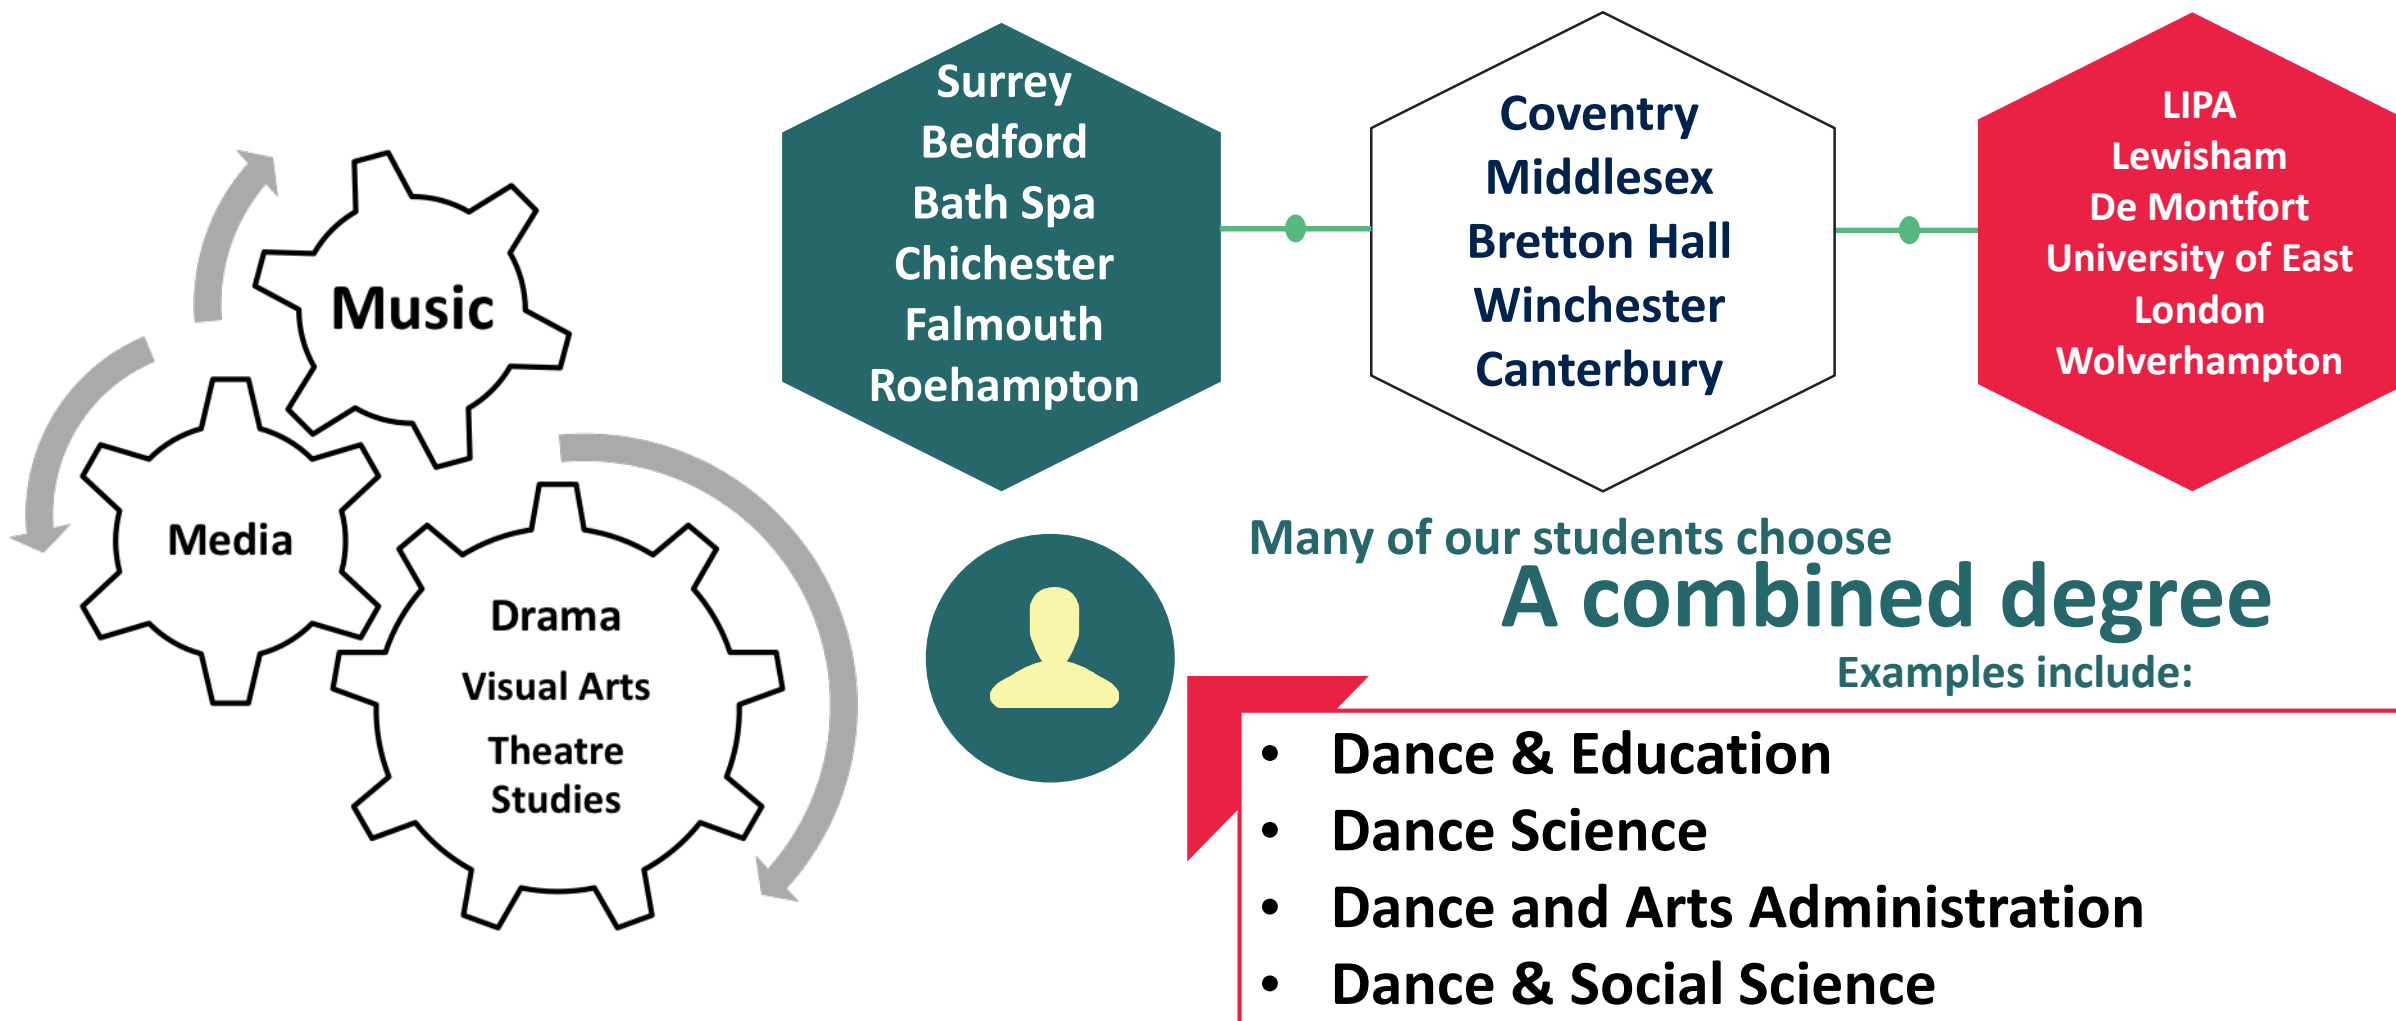 Music
Media
Drama
Visual Arts
Theatre
Studies
Surrey
Bedford
Bath Spa
Chichester
Falmouth
Roehampton
Coventry
Middlesex
Bretton Hall
Winchester
Canterbury
LIPA
Lewisham
De Montfort
University of East
London
Wolverhampton
Many of our students choose
A combined degree
Examples include:
• Dance & Education
• Dance Science
• Dance and Arts Administration
• Dance & Social Science